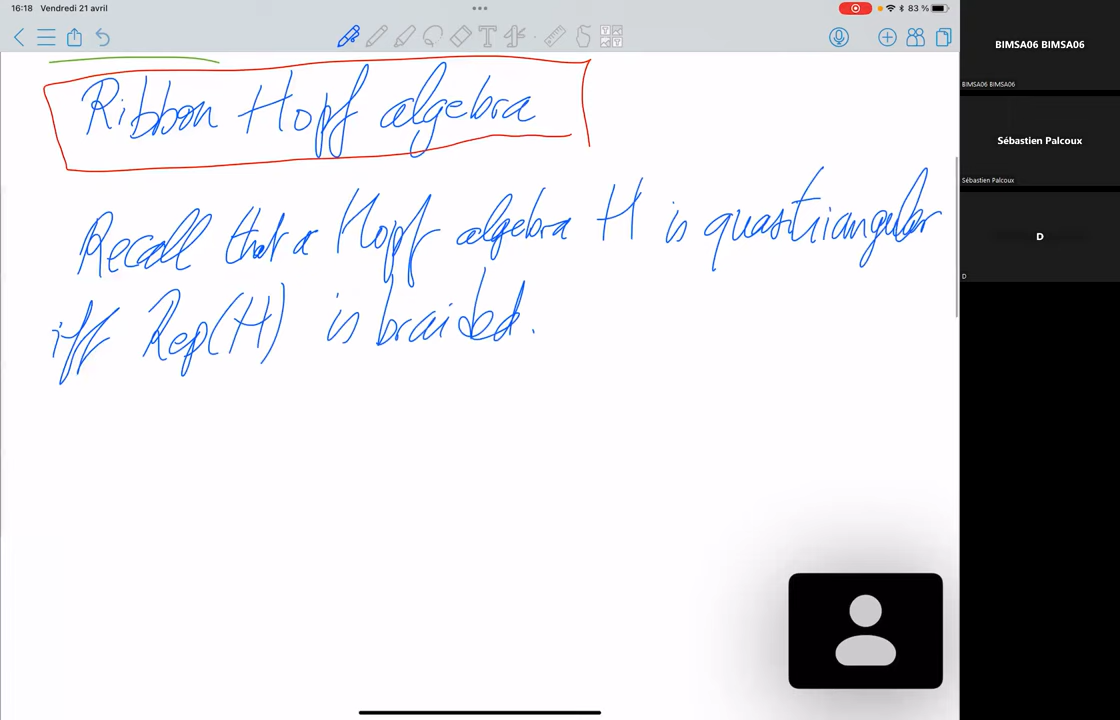 16:18 Vendredi 21 avril
83 %
Ribbon Hopf algebra
Recall that a Hopf algebra H is quasitriangular
iff Rep(H) is braided.
BIMSA06 BIMSA06
BIMSA06 BIMSA06
Sébastien Palcoux
Sébastien Palcoux
D
D